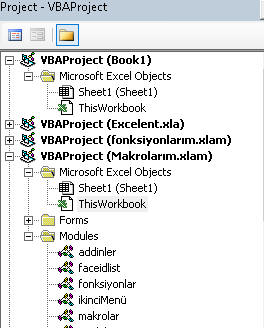 Project - VBAProject
VBAProject (Book1)
Microsoft Excel Objects
Sheet1 (Sheet1)
ThisWorkbook
VBAProject (Excelent.xla)
VBAProject (fonksiyonlarım.xlam)
VBAProject (Makrolarım.xlam)
Microsoft Excel Objects
Sheet1 (Sheet1)
ThisWorkbook
Forms
Modules
addinler
faceidlist
fonksiyonlar
ikinciMenü
makrolar